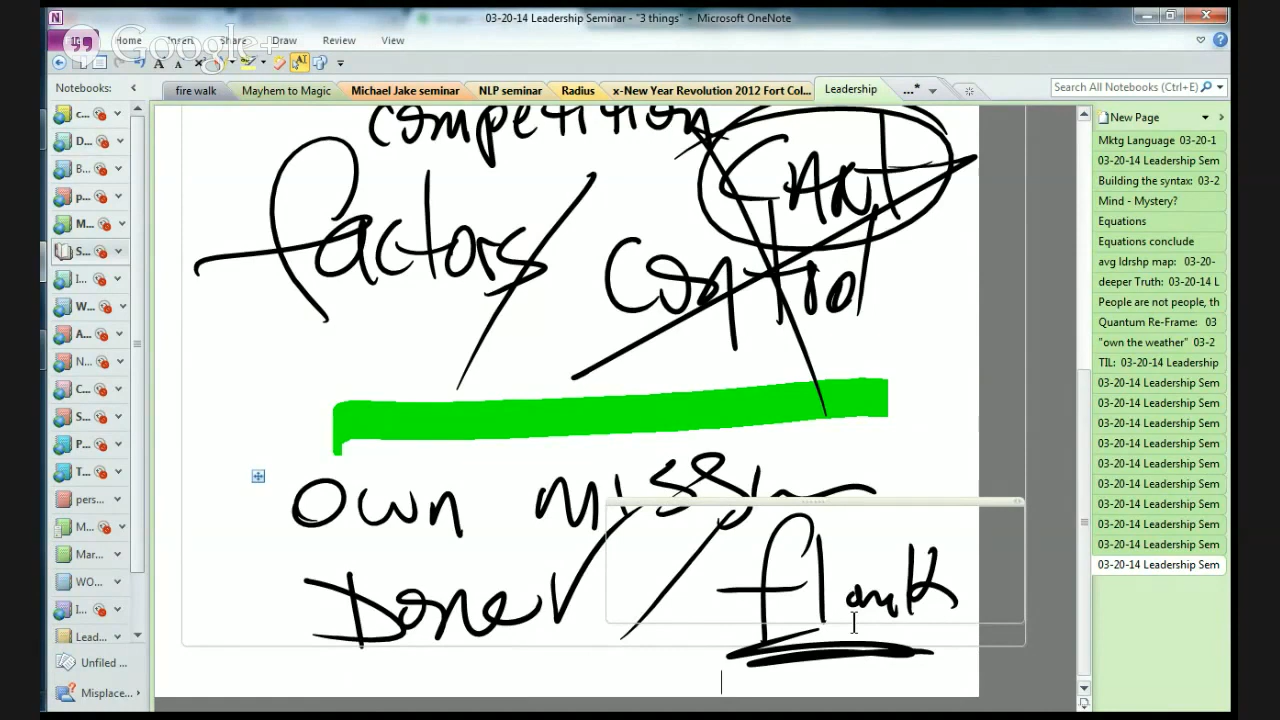 03-20-14 Leadership Seminar - "3 things" - Microsoft OneNote
Home Insert Share Draw Review View
Google+
Notebooks:
fire walk Mayhem to Magic Michael Jake seminar NLP seminar Radius x-New Year Revolution 2012 Fort Col... Leadership ...*
Search All Notebooks (Ctrl+E)
C...
D...
B...
p...
M...
S...
I...
W...
A...
N...
C...
S...
P...
T...
pers...
M...
Mar...
WO...
I...
Lead...
Unfiled ...
Misplace...
competition
Can't
factors/
Control
own mission
Done
/ flank
New Page
Mktg Language 03-20-1
03-20-14 Leadership Sem
Building the syntax: 03-2
Mind - Mystery?
Equations
Equations conclude
avg ldrshp map: 03-20-
deeper Truth: 03-20-14 L
People are not people, th
Quantum Re-Frame: 03
"own the weather" 03-2
TIL: 03-20-14 Leadership
03-20-14 Leadership Sem
03-20-14 Leadership Sem
03-20-14 Leadership Sem
03-20-14 Leadership Sem
03-20-14 Leadership Sem
03-20-14 Leadership Sem
03-20-14 Leadership Sem
03-20-14 Leadership Sem
03-20-14 Leadership Sem
03-20-14 Leadership Sem